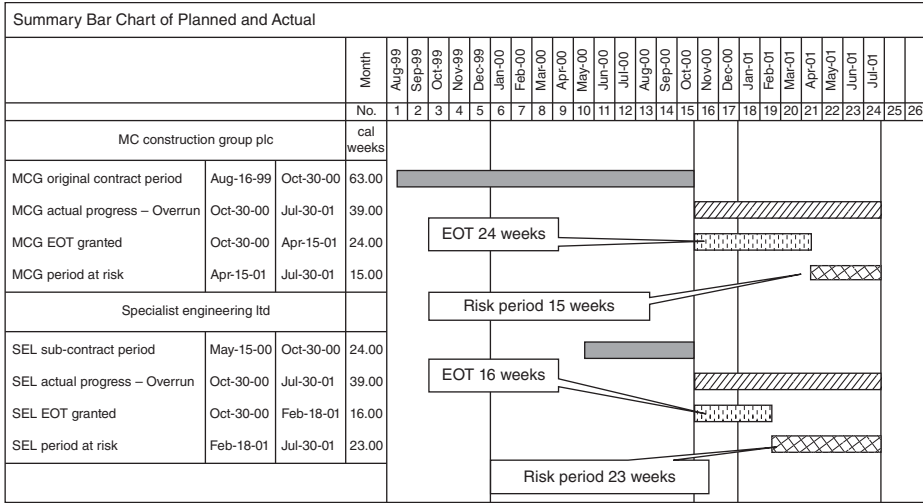 Summary Bar Chart of Planned and Actual
Month Aug-99 Sep-99 Oct-99 Nov-99 Dec-99 Jan-00 Feb-00 Mar-00 Apr-00 May-00 Jun-00 Jul-00 Aug-00 Sep-00 Oct-00 Nov-00 Dec-00 Jan-01 Feb-01 Mar-01 Apr-01 May-01 Jun-01 Jul-01
No. 1 2 3 4 5 6 7 8 9 10 11 12 13 14 15 16 17 18 19 20 21 22 23 24 25 26
MC construction group plc cal weeks
MCG original contract period Aug-16-99 Oct-30-00 63.00
MCG actual progress – Overrun Oct-30-00 Jul-30-01 39.00
MCG EOT granted Oct-30-00 Apr-15-01 24.00
EOT 24 weeks
MCG period at risk Apr-15-01 Jul-30-01 15.00
Risk period 15 weeks
Specialist engineering ltd
SEL sub-contract period May-15-00 Oct-30-00 24.00
SEL actual progress – Overrun Oct-30-00 Jul-30-01 39.00
EOT 16 weeks
SEL EOT granted Oct-30-00 Feb-18-01 16.00
SEL period at risk Feb-18-01 Jul-30-01 23.00
Risk period 23 weeks